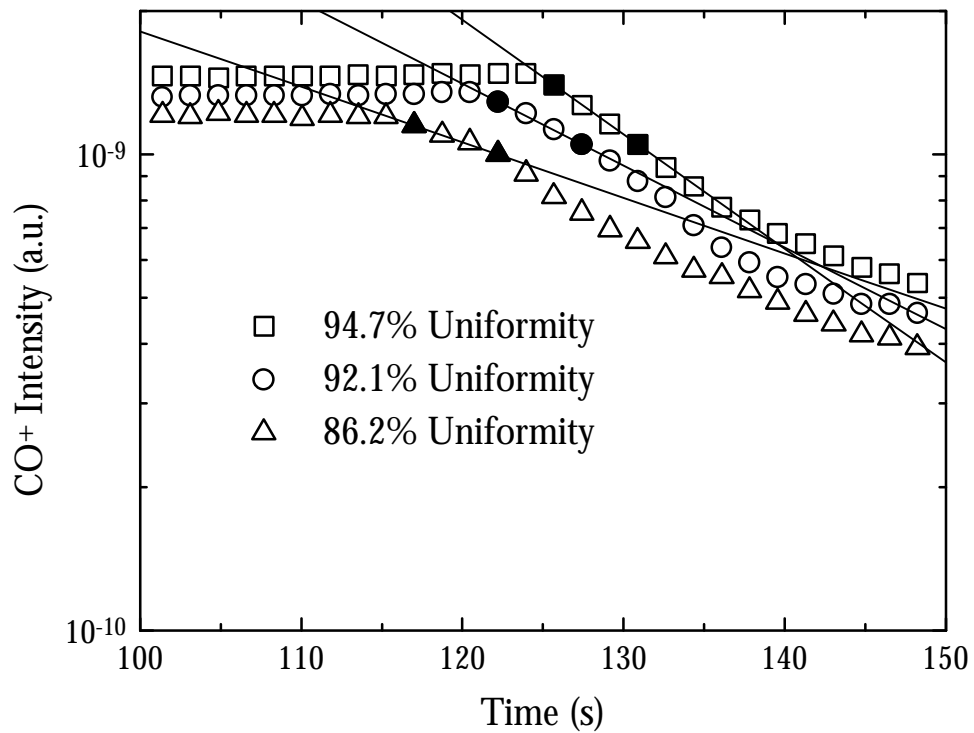 CO+ Intensity (a.u.)
10-9
10-10
94.7% Uniformity
92.1% Uniformity
86.2% Uniformity
100 110 120 130 140 150
Time (s)